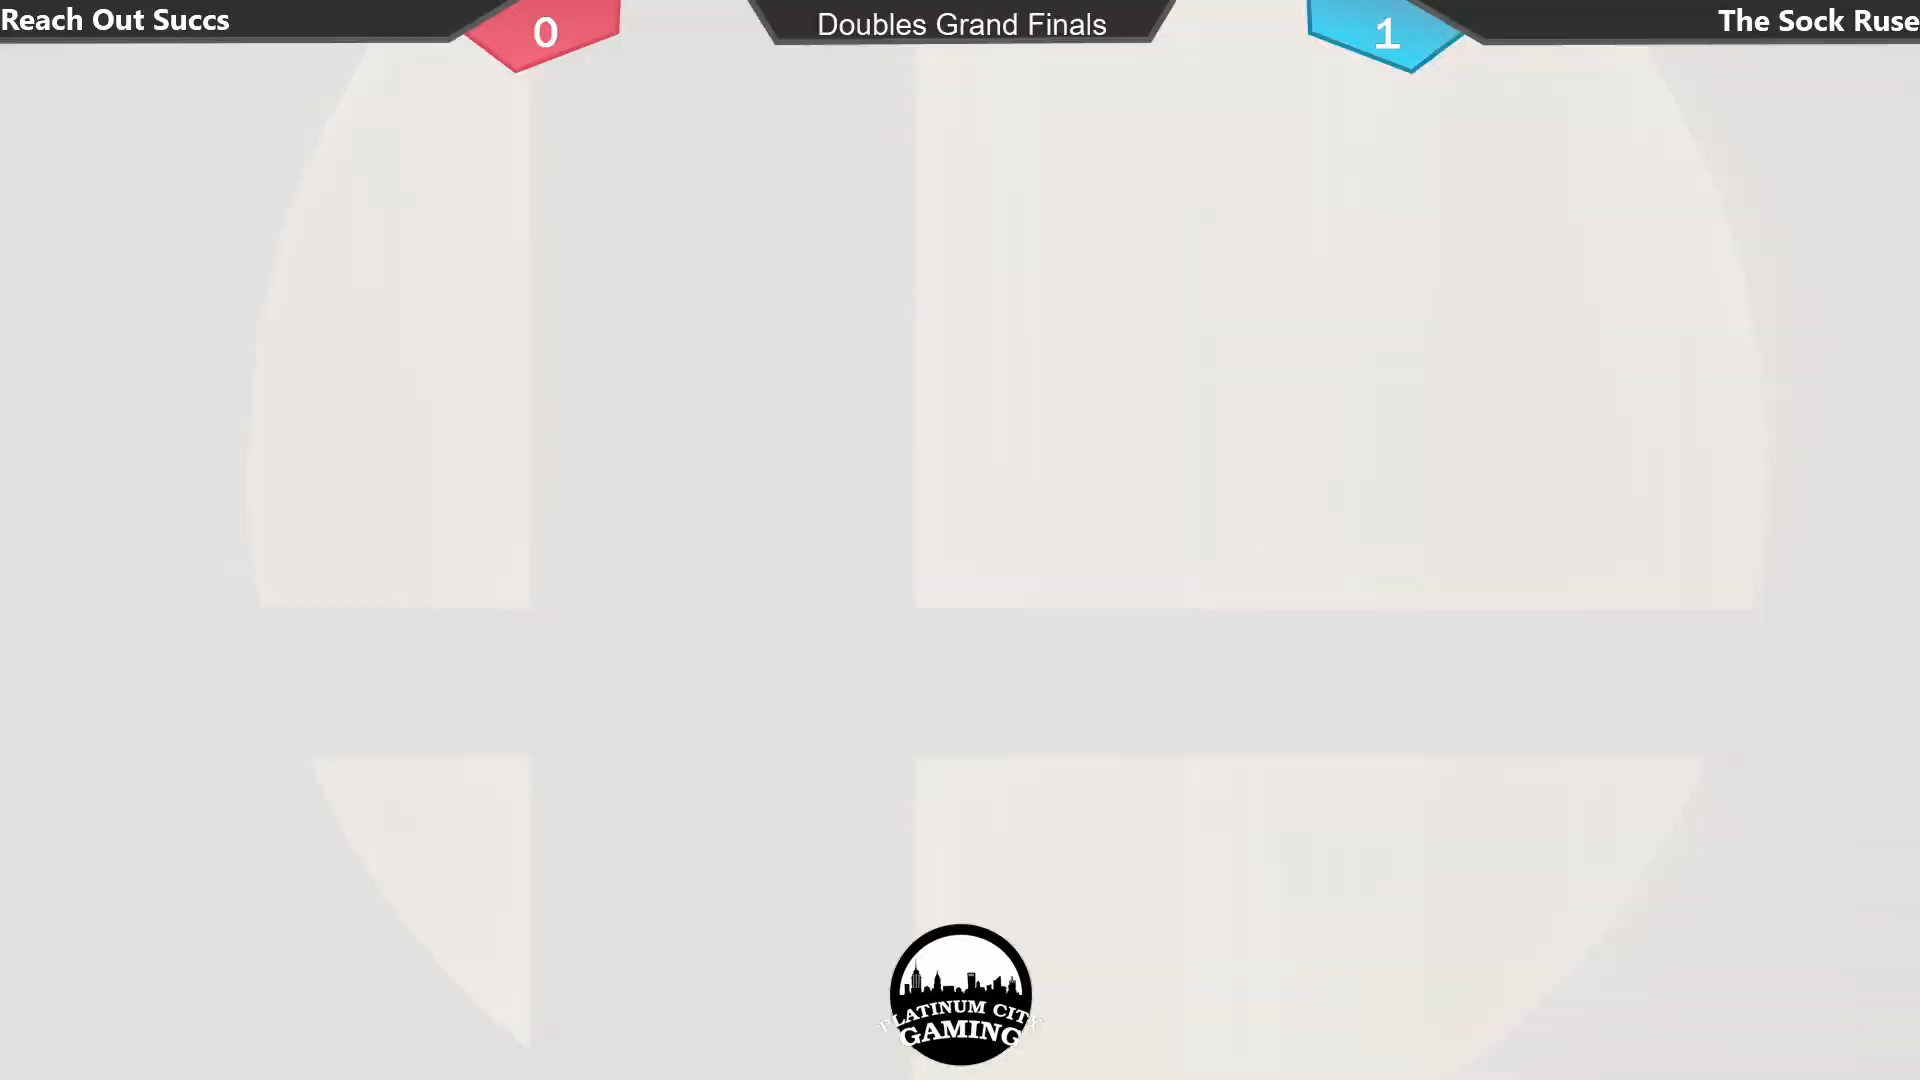 Reach Out Succs
0
Doubles Grand Finals
1
The Sock Ruse
PLATINUM CITY
GAMING